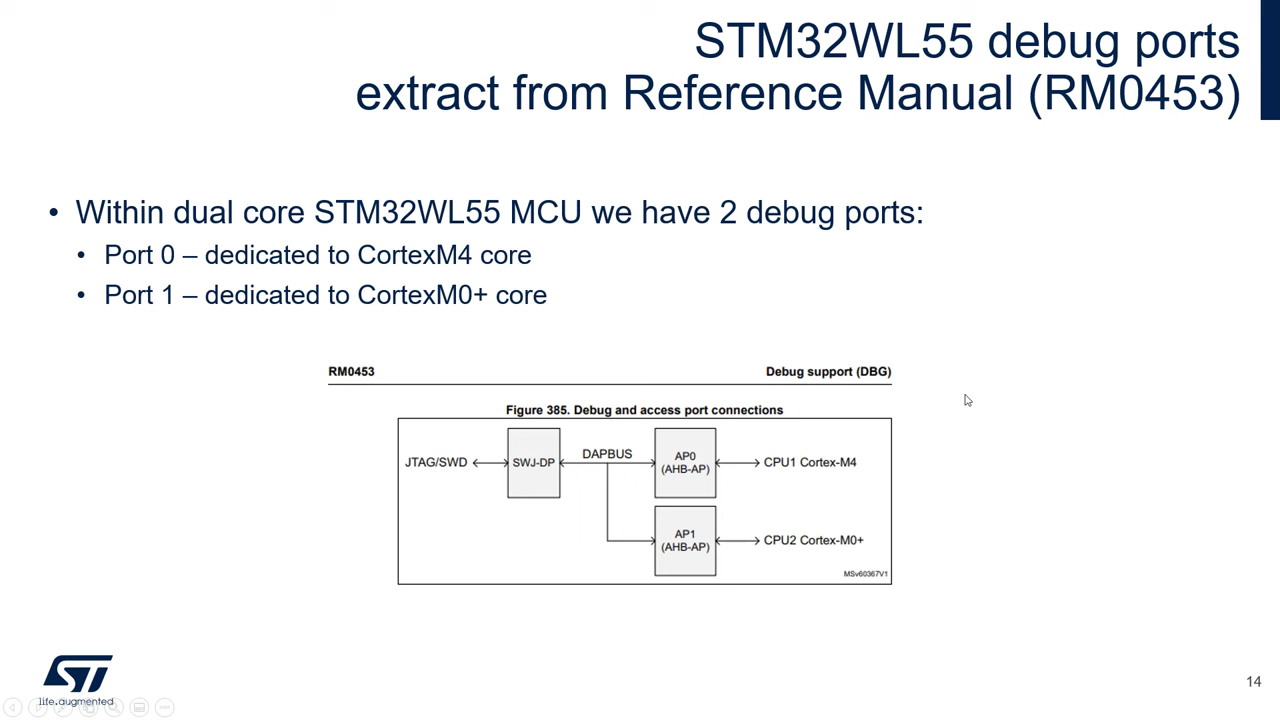 STM32WL55 debug ports
extract from Reference Manual (RM0453)
• Within dual core STM32WL55 MCU we have 2 debug ports:
• Port 0 – dedicated to CortexM4 core
• Port 1 – dedicated to CortexM0+ core
RM0453 Debug support (DBG)
Figure 385. Debug and access port connections
JTAG/SWD SWJ-DP DAPBUS AP0 (AHB-AP) CPU1 Cortex-M4
AP1 (AHB-AP) CPU2 Cortex-M0+
MSv60367V1
ST
life.augmented
14